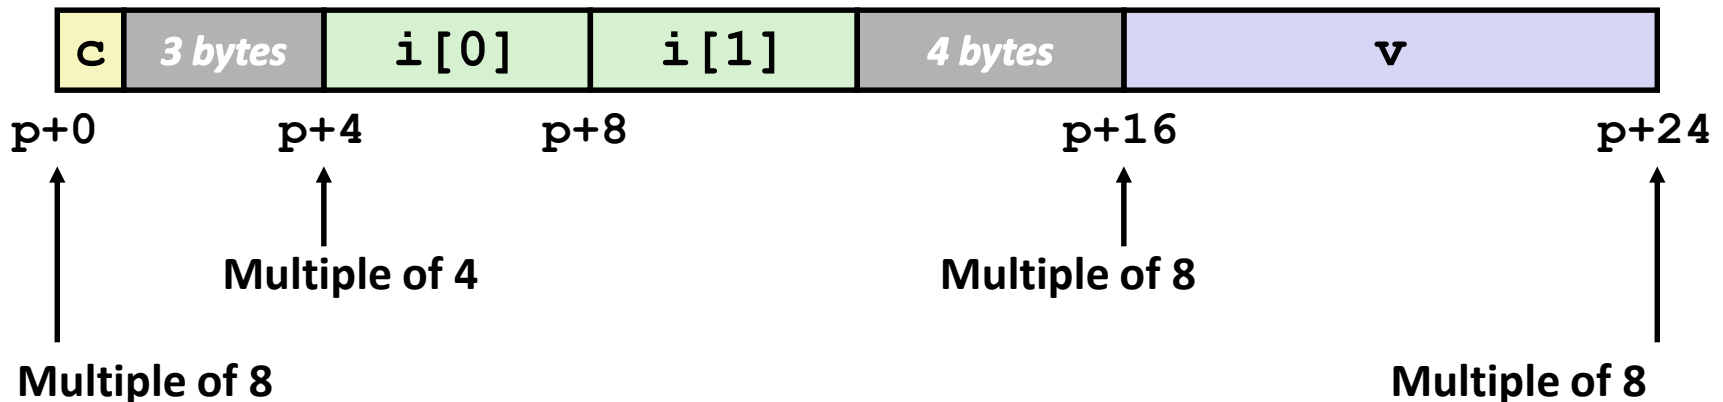 c 3 bytes i[0] i[1] 4 bytes v
p+0 p+4 p+8 p+16 p+24
Multiple of 4 Multiple of 8
Multiple of 8 Multiple of 8